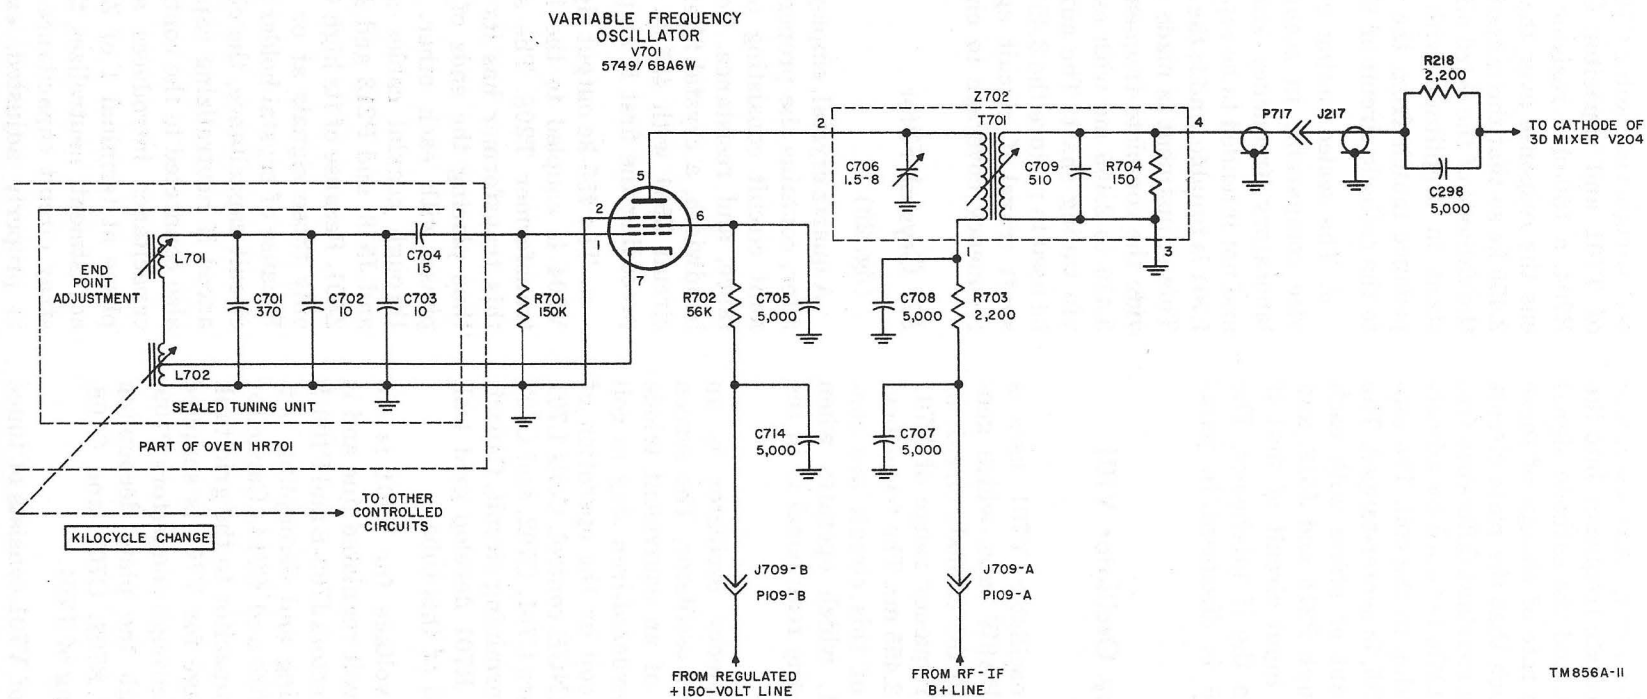 VARIABLE FREQUENCY
OSCILLATOR
V701
5749/6BA6W
5
2
1
6
7
L701
END
POINT
ADJUSTMENT
C701
370
C702
10
C703
10
C704
15
L702
SEALED TUNING UNIT
PART OF OVEN HR701
R701
150K
TO OTHER
CONTROLLED
CIRCUITS
KILOCYCLE CHANGE
R702
56K
C705
5,000
C714
5,000
J709-B
P109-B
FROM REGULATED
+150-VOLT LINE
Z702
2
T701
4
C706
1.5-8
C709
510
R704
150
1
3
C708
5,000
R703
2,200
C707
5,000
J709-A
P109-A
FROM RF-IF
B+ LINE
P717
J217
R218
2,200
C298
5,000
TO CATHODE OF
3D MIXER V204
TM856A-11